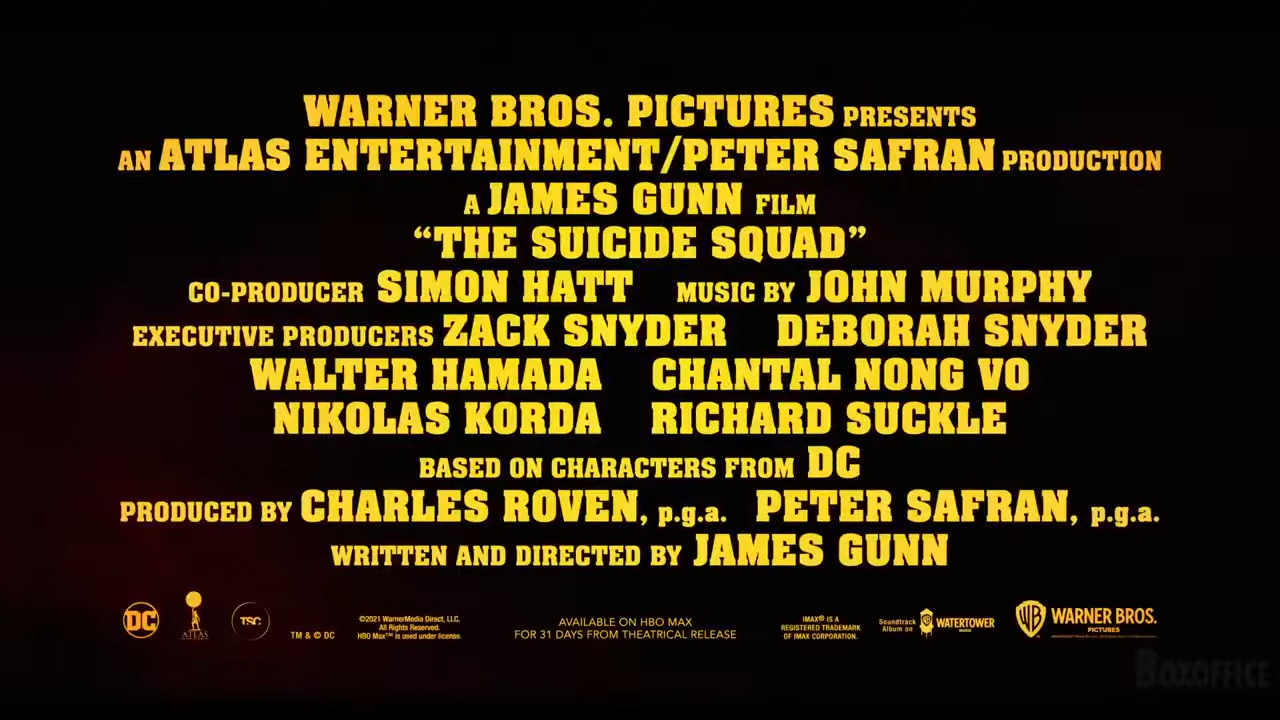 WARNER BROS. PICTURES PRESENTS
AN ATLAS ENTERTAINMENT/PETER SAFRAN PRODUCTION
A JAMES GUNN FILM
“THE SUICIDE SQUAD”
CO-PRODUCER SIMON HATT MUSIC BY JOHN MURPHY
EXECUTIVE PRODUCERS ZACK SNYDER DEBORAH SNYDER
WALTER HAMADA CHANTAL NONG VO
NIKOLAS KORDA RICHARD SUCKLE
BASED ON CHARACTERS FROM DC
PRODUCED BY CHARLES ROVEN, p.g.a. PETER SAFRAN, p.g.a.
WRITTEN AND DIRECTED BY JAMES GUNN
DC
ATLAS
TSC
TM & © DC
©2021 WarnerMedia Direct, LLC.
All Rights Reserved.
HBO Max™ is used under license.
AVAILABLE ON HBO MAX
FOR 31 DAYS FROM THEATRICAL RELEASE
IMAX® IS A
REGISTERED TRADEMARK
OF IMAX CORPORATION.
Soundtrack
Album on
WATERTOWER
MUSIC
WB
WARNER BROS.
PICTURES
BOXOFFICE